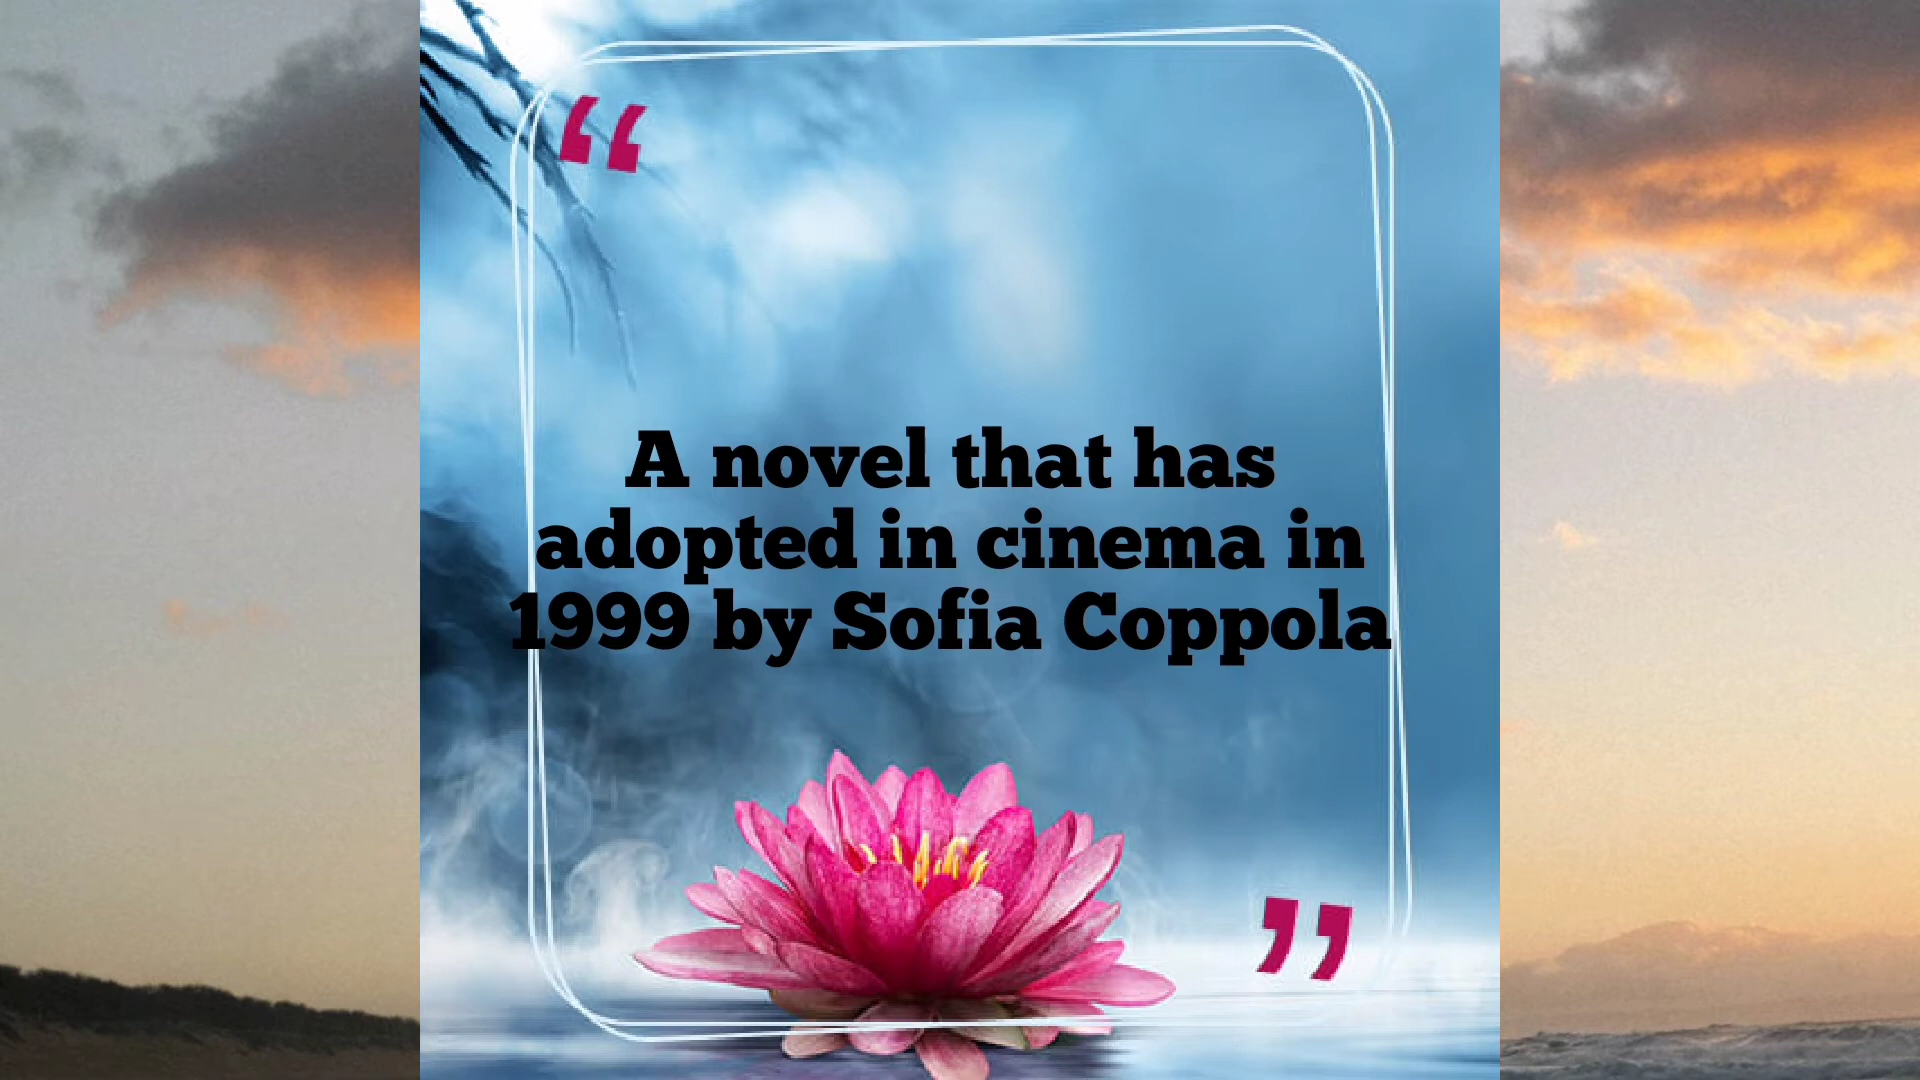 “
A novel that has
adopted in cinema in
1999 by Sofia Coppola
”